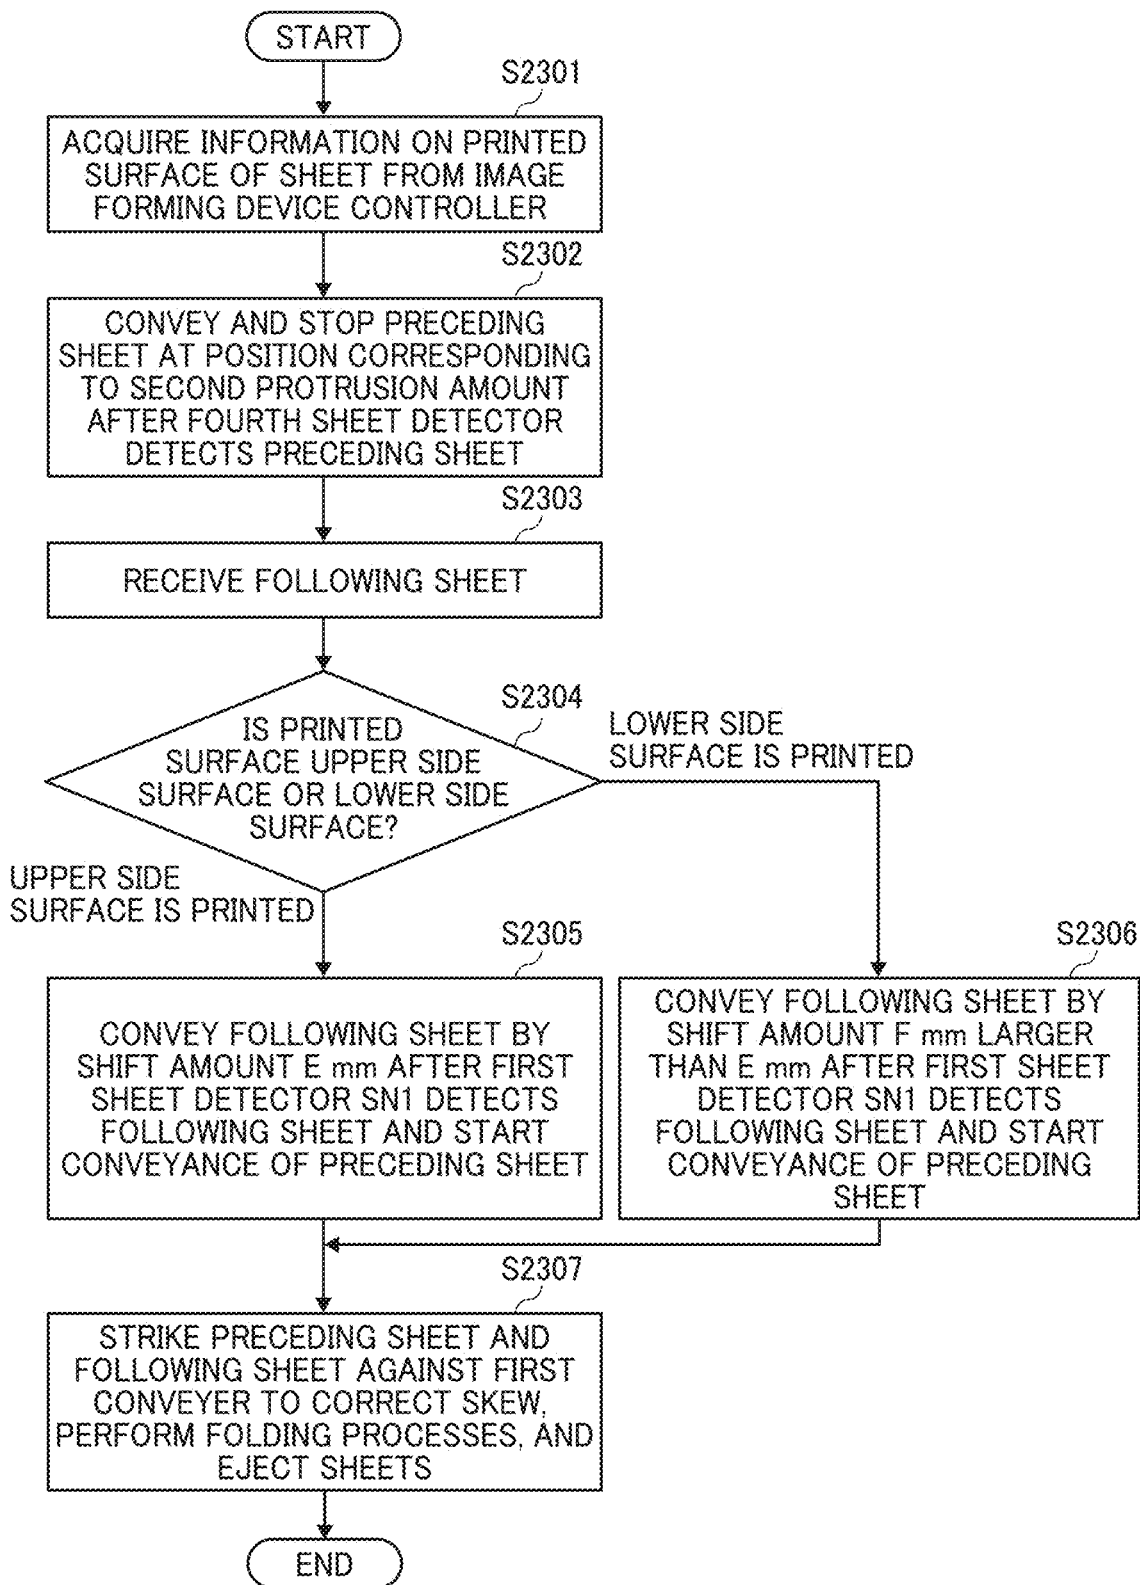 START
S2301
ACQUIRE INFORMATION ON PRINTED
SURFACE OF SHEET FROM IMAGE
FORMING DEVICE CONTROLLER
S2302
CONVEY AND STOP PRECEDING
SHEET AT POSITION CORRESPONDING
TO SECOND PROTRUSION AMOUNT
AFTER FOURTH SHEET DETECTOR
DETECTS PRECEDING SHEET
S2303
RECEIVE FOLLOWING SHEET
S2304
IS PRINTED
SURFACE UPPER SIDE
SURFACE OR LOWER SIDE
SURFACE?
LOWER SIDE
SURFACE IS PRINTED
UPPER SIDE
SURFACE IS PRINTED
S2305
CONVEY FOLLOWING SHEET BY
SHIFT AMOUNT E mm AFTER FIRST
SHEET DETECTOR SN1 DETECTS
FOLLOWING SHEET AND START
CONVEYANCE OF PRECEDING SHEET
S2306
CONVEY FOLLOWING SHEET BY
SHIFT AMOUNT F mm LARGER
THAN E mm AFTER FIRST SHEET
DETECTOR SN1 DETECTS
FOLLOWING SHEET AND START
CONVEYANCE OF PRECEDING
SHEET
S2307
STRIKE PRECEDING SHEET AND
FOLLOWING SHEET AGAINST FIRST
CONVEYER TO CORRECT SKEW,
PERFORM FOLDING PROCESSES, AND
EJECT SHEETS
END